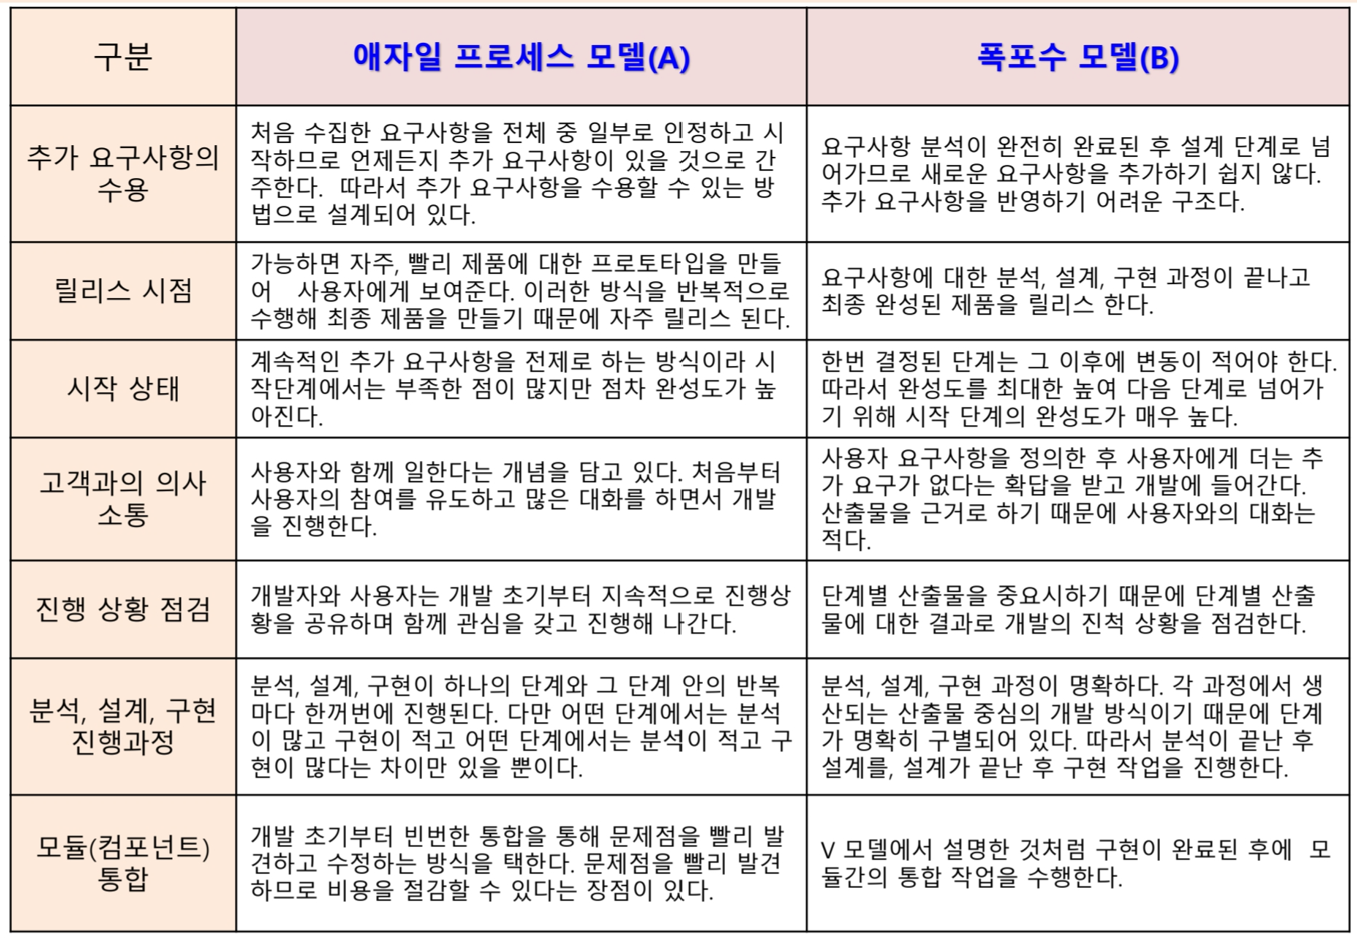 구분
애자일 프로세스 모델(A)
폭포수 모델(B)
추가 요구사항의
수용
처음 수집한 요구사항을 전체 중 일부로 인정하고 시
작하므로 언제든지 추가 요구사항이 있을 것으로 간
주한다. 따라서 추가 요구사항을 수용할 수 있는 방
법으로 설계되어 있다.
요구사항 분석이 완전히 완료된 후 설계 단계로 넘
어가므로 새로운 요구사항을 추가하기 쉽지 않다.
추가 요구사항을 반영하기 어려운 구조다.
릴리스 시점
가능하면 자주, 빨리 제품에 대한 프로토타입을 만들
어 사용자에게 보여준다. 이러한 방식을 반복적으로
수행해 최종 제품을 만들기 때문에 자주 릴리스 된다.
요구사항에 대한 분석, 설계, 구현 과정이 끝나고
최종 완성된 제품을 릴리스 한다.
시작 상태
계속적인 추가 요구사항을 전제로 하는 방식이라 시
작단계에서는 부족한 점이 많지만 점차 완성도가 높
아진다.
한번 결정된 단계는 그 이후에 변동이 적어야 한다.
따라서 완성도를 최대한 높여 다음 단계로 넘어가
기 위해 시작 단계의 완성도가 매우 높다.
고객과의 의사
소통
사용자와 함께 일한다는 개념을 담고 있다. 처음부터
사용자의 참여를 유도하고 많은 대화를 하면서 개발
을 진행한다.
사용자 요구사항을 정의한 후 사용자에게 더는 추
가 요구가 없다는 확답을 받고 개발에 들어간다.
산출물을 근거로 하기 때문에 사용자와의 대화는
적다.
진행 상황 점검
개발자와 사용자는 개발 초기부터 지속적으로 진행상
황을 공유하며 함께 관심을 갖고 진행해 나간다.
단계별 산출물을 중요시하기 때문에 단계별 산출
물에 대한 결과로 개발의 진척 상황을 점검한다.
분석, 설계, 구현
진행과정
분석, 설계, 구현이 하나의 단계와 그 단계 안의 반복
마다 한꺼번에 진행된다. 다만 어떤 단계에서는 분석
이 많고 구현이 적고 어떤 단계에서는 분석이 적고 구
현이 많다는 차이만 있을 뿐이다.
분석, 설계, 구현 과정이 명확하다. 각 과정에서 생
산되는 산출물 중심의 개발 방식이기 때문에 단계
가 명확히 구별되어 있다. 따라서 분석이 끝난 후
설계를, 설계가 끝난 후 구현 작업을 진행한다.
모듈(컴포넌트)
통합
개발 초기부터 빈번한 통합을 통해 문제점을 빨리 발
견하고 수정하는 방식을 택한다. 문제점을 빨리 발견
하므로 비용을 절감할 수 있다는 장점이 있다.
V 모델에서 설명한 것처럼 구현이 완료된 후에 모
듈간의 통합 작업을 수행한다.